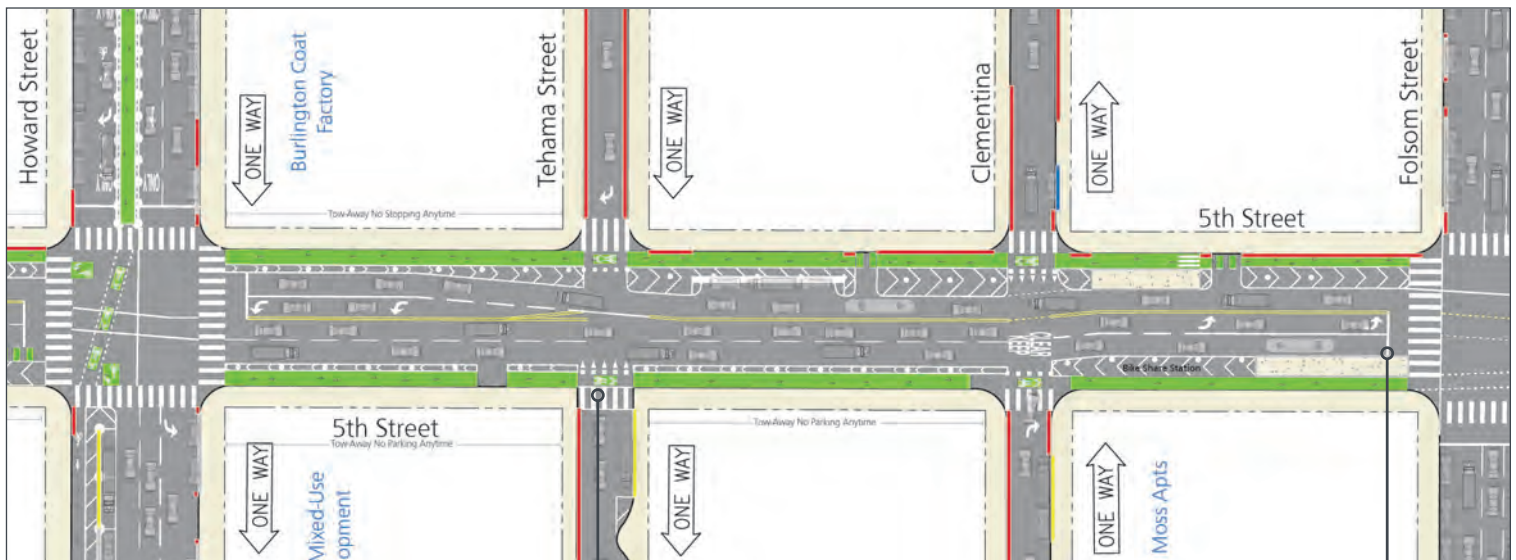 Howard Street
ONE WAY
Burlington Coat
Factory
Tehama Street
ONE WAY
Clementina
ONE WAY
Folsom Street
5th Street
Tow-Away No Stopping Anytime
ONLY
ONLY
KEEP
CLEAR
Bike Share Station
5th Street
Tow-Away No Parking Anytime
Tow-Away No Parking Anytime
ONE WAY
Mixed-Use
opment
ONE WAY
ONE WAY
Moss Apts